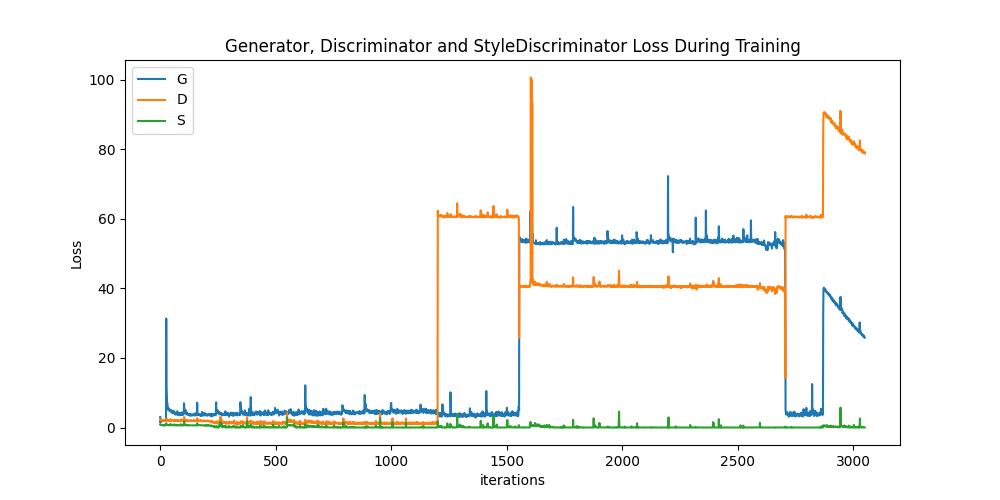 Generator, Discriminator and StyleDiscriminator Loss During Training
G
D
S
100
80
60
40
20
0
Loss
0 500 1000 1500 2000 2500 3000
iterations